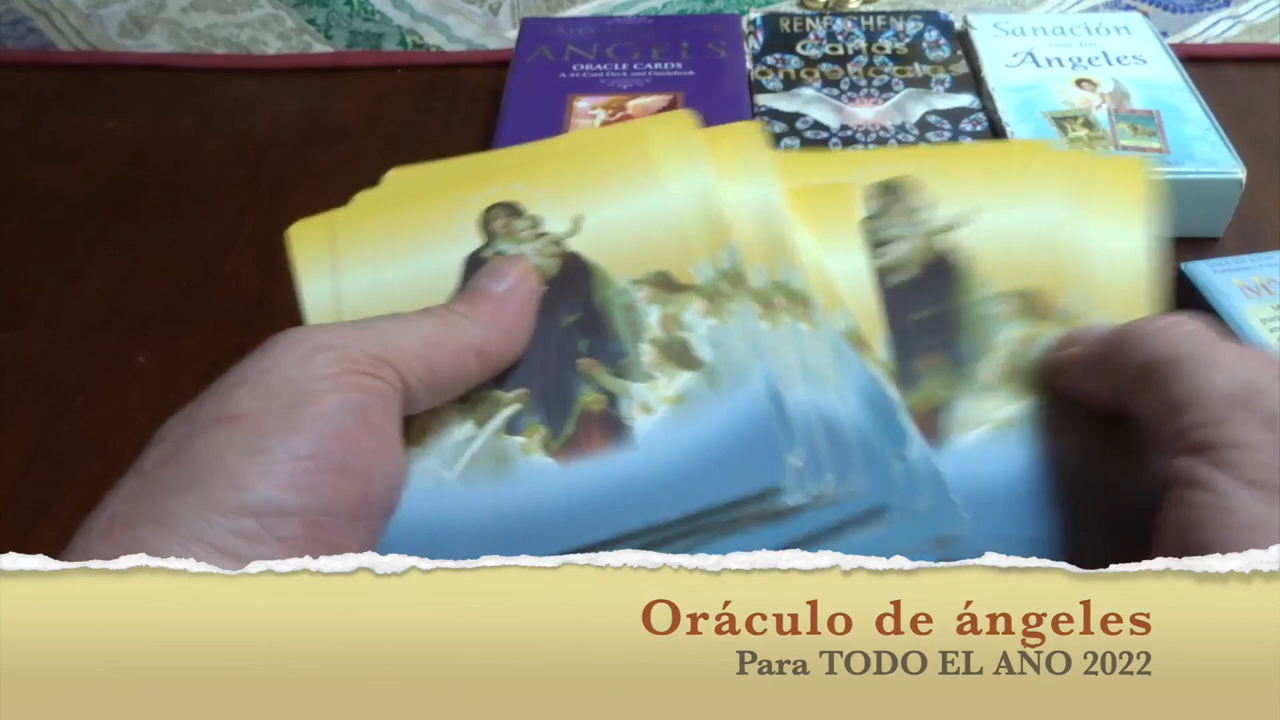 ANGELS
ORACLE CARDS
A 44-Card Deck and Guidebook
RENÉ CHENG
Cartas
angelicales
Sanación
con los
Ángeles
Oráculo de ángeles
Para TODO EL AÑO 2022